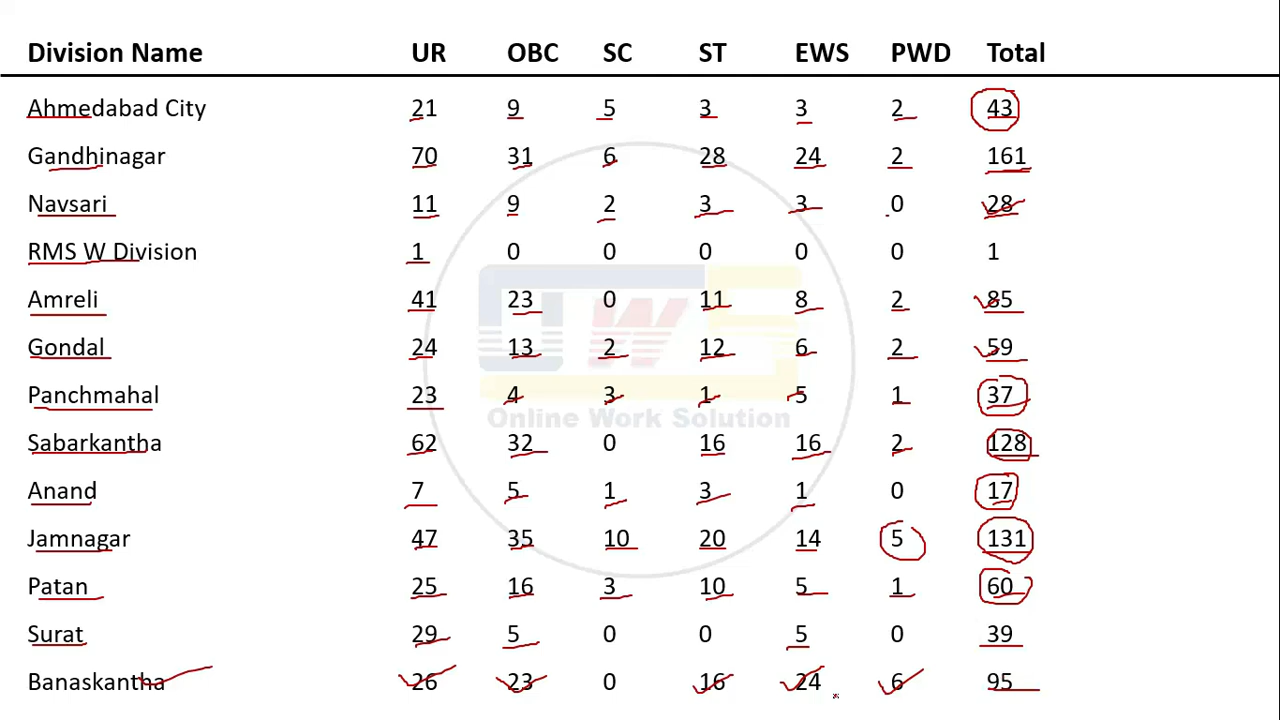 Division Name UR OBC SC ST EWS PWD Total
Ahmedabad City 21 9 5 3 3 2 43
Gandhinagar 70 31 6 28 24 2 161
Navsari 11 9 2 3 3 0 28
RMS W Division 1 0 0 0 0 0 1
Amreli 41 23 0 11 8 2 85
Gondal 24 13 2 12 6 2 59
Panchmahal 23 4 3 1 5 1 37
Online Work Solution
Sabarkantha 62 32 0 16 16 2 128
Anand 7 5 1 3 1 0 17
Jamnagar 47 35 10 20 14 5 131
Patan 25 16 3 10 5 1 60
Surat 29 5 0 0 5 0 39
Banaskantha 26 23 0 16 24 6 95